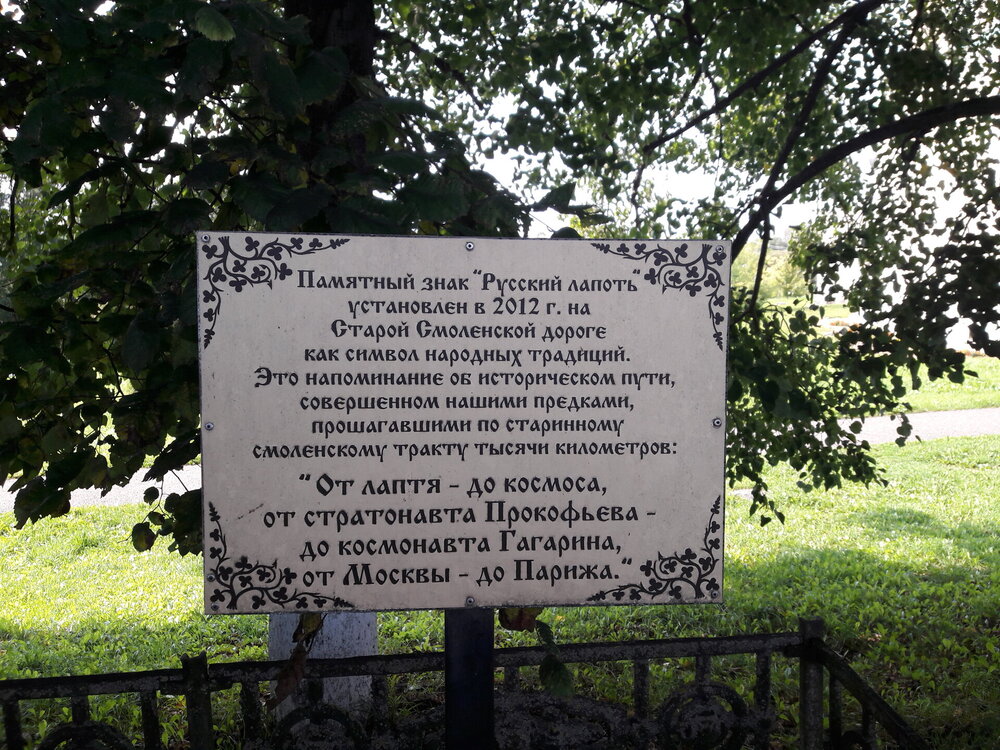 Памятный знак "Русский лапоть"
установлен в 2012 г. на
Старой Смоленской дороге
как символ народных традиций.
Это напоминание об историческом пути,
совершенном нашими предками,
прошагавшими по старинному
смоленскому тракту тысячи километров:
"От лаптя - до космоса,
от стратонавта Прокофьева -
до космонавта Гагарина,
от Москвы - до Парижа."